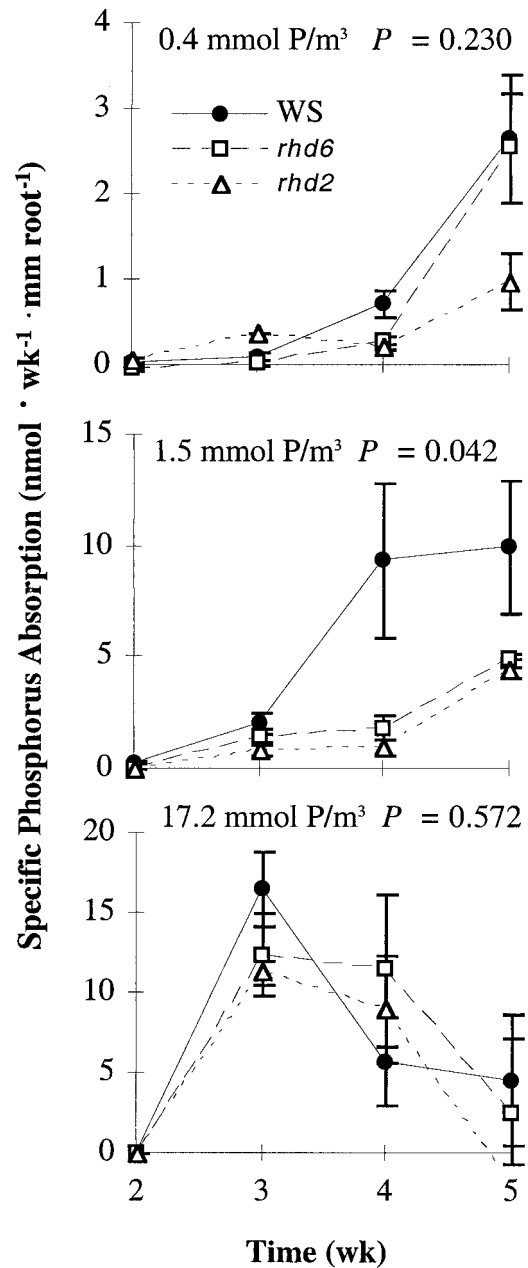 Specific Phosphorus Absorption (nmol · wk⁻¹ · mm root⁻¹)
0.4 mmol P/m³ P = 0.230
WS
rhd6
rhd2
4
3
2
1
0
1.5 mmol P/m³ P = 0.042
15
10
5
0
17.2 mmol P/m³ P = 0.572
20
15
10
5
0
2 3 4 5
Time (wk)